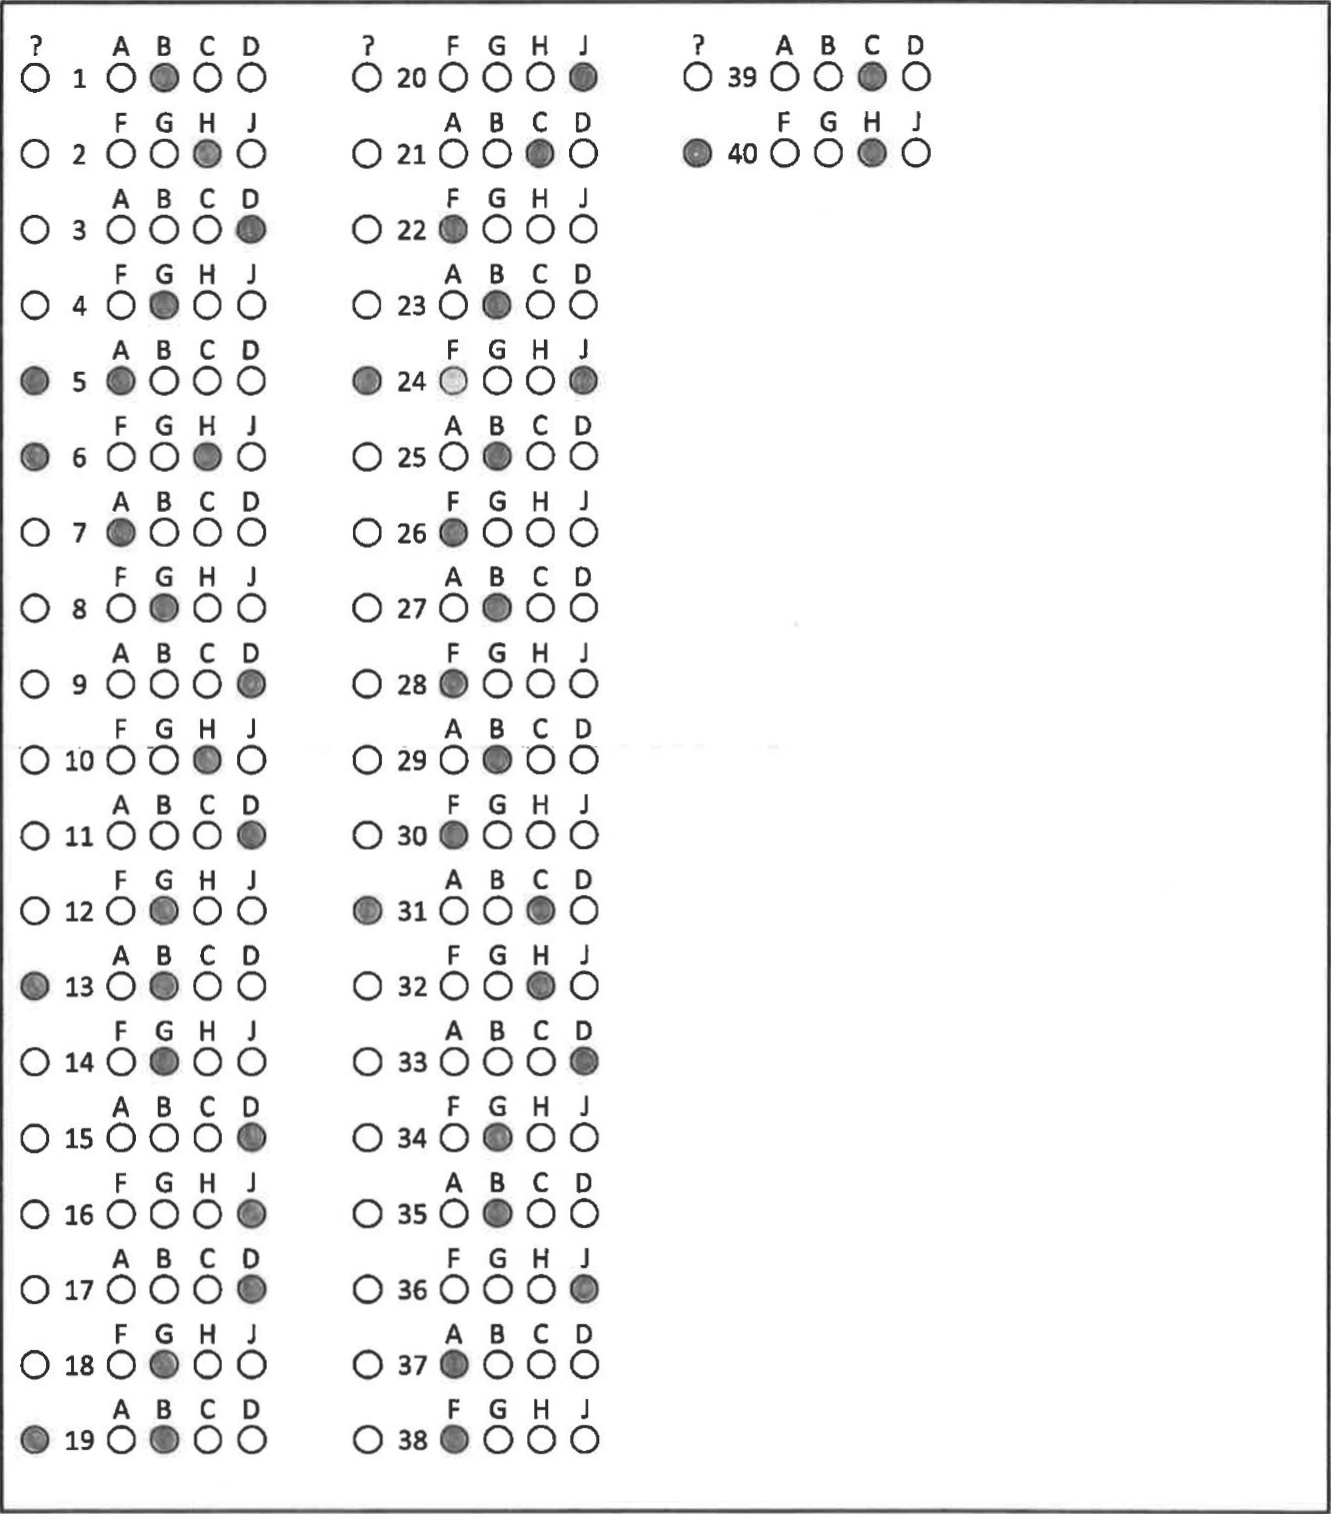 ? A B C D
1
F G H J
2
A B C D
3
F G H J
4
A B C D
5
F G H J
6
A B C D
7
F G H J
8
A B C D
9
F G H J
10
A B C D
11
F G H J
12
A B C D
13
F G H J
14
A B C D
15
F G H J
16
A B C D
17
F G H J
18
A B C D
19
? F G H J
20
A B C D
21
F G H J
22
A B C D
23
F G H J
24
A B C D
25
F G H J
26
A B C D
27
F G H J
28
A B C D
29
F G H J
30
A B C D
31
F G H J
32
A B C D
33
F G H J
34
A B C D
35
F G H J
36
A B C D
37
F G H J
38
? A B C D
39
F G H J
40